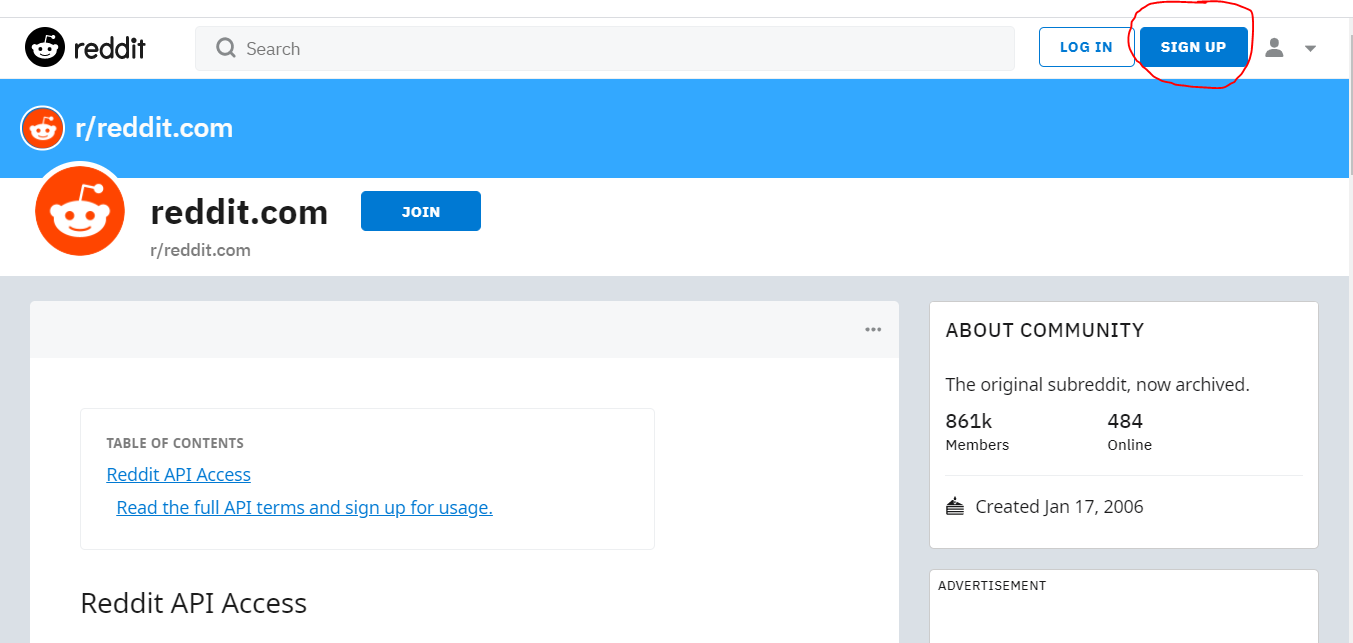 reddit
Search
LOG IN
SIGN UP
r/reddit.com
reddit.com
JOIN
r/reddit.com
TABLE OF CONTENTS
Reddit API Access
Read the full API terms and sign up for usage.
Reddit API Access
ABOUT COMMUNITY
The original subreddit, now archived.
861k 484
Members Online
Created Jan 17, 2006
ADVERTISEMENT